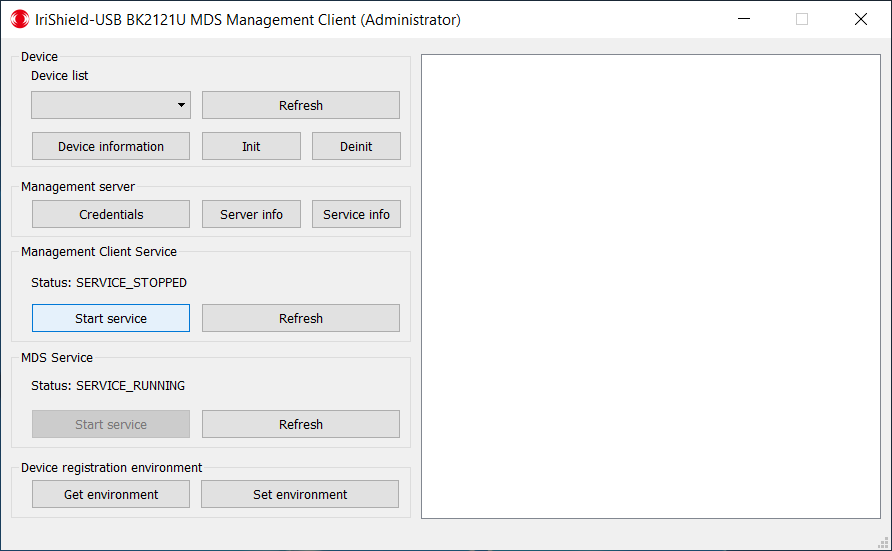 IriShield-USB BK2121U MDS Management Client (Administrator)
Device
Device list
Refresh
Device information
Init
Deinit
Management server
Credentials
Server info
Service info
Management Client Service
Status: SERVICE_STOPPED
Start service
Refresh
MDS Service
Status: SERVICE_RUNNING
Start service
Refresh
Device registration environment
Get environment
Set environment